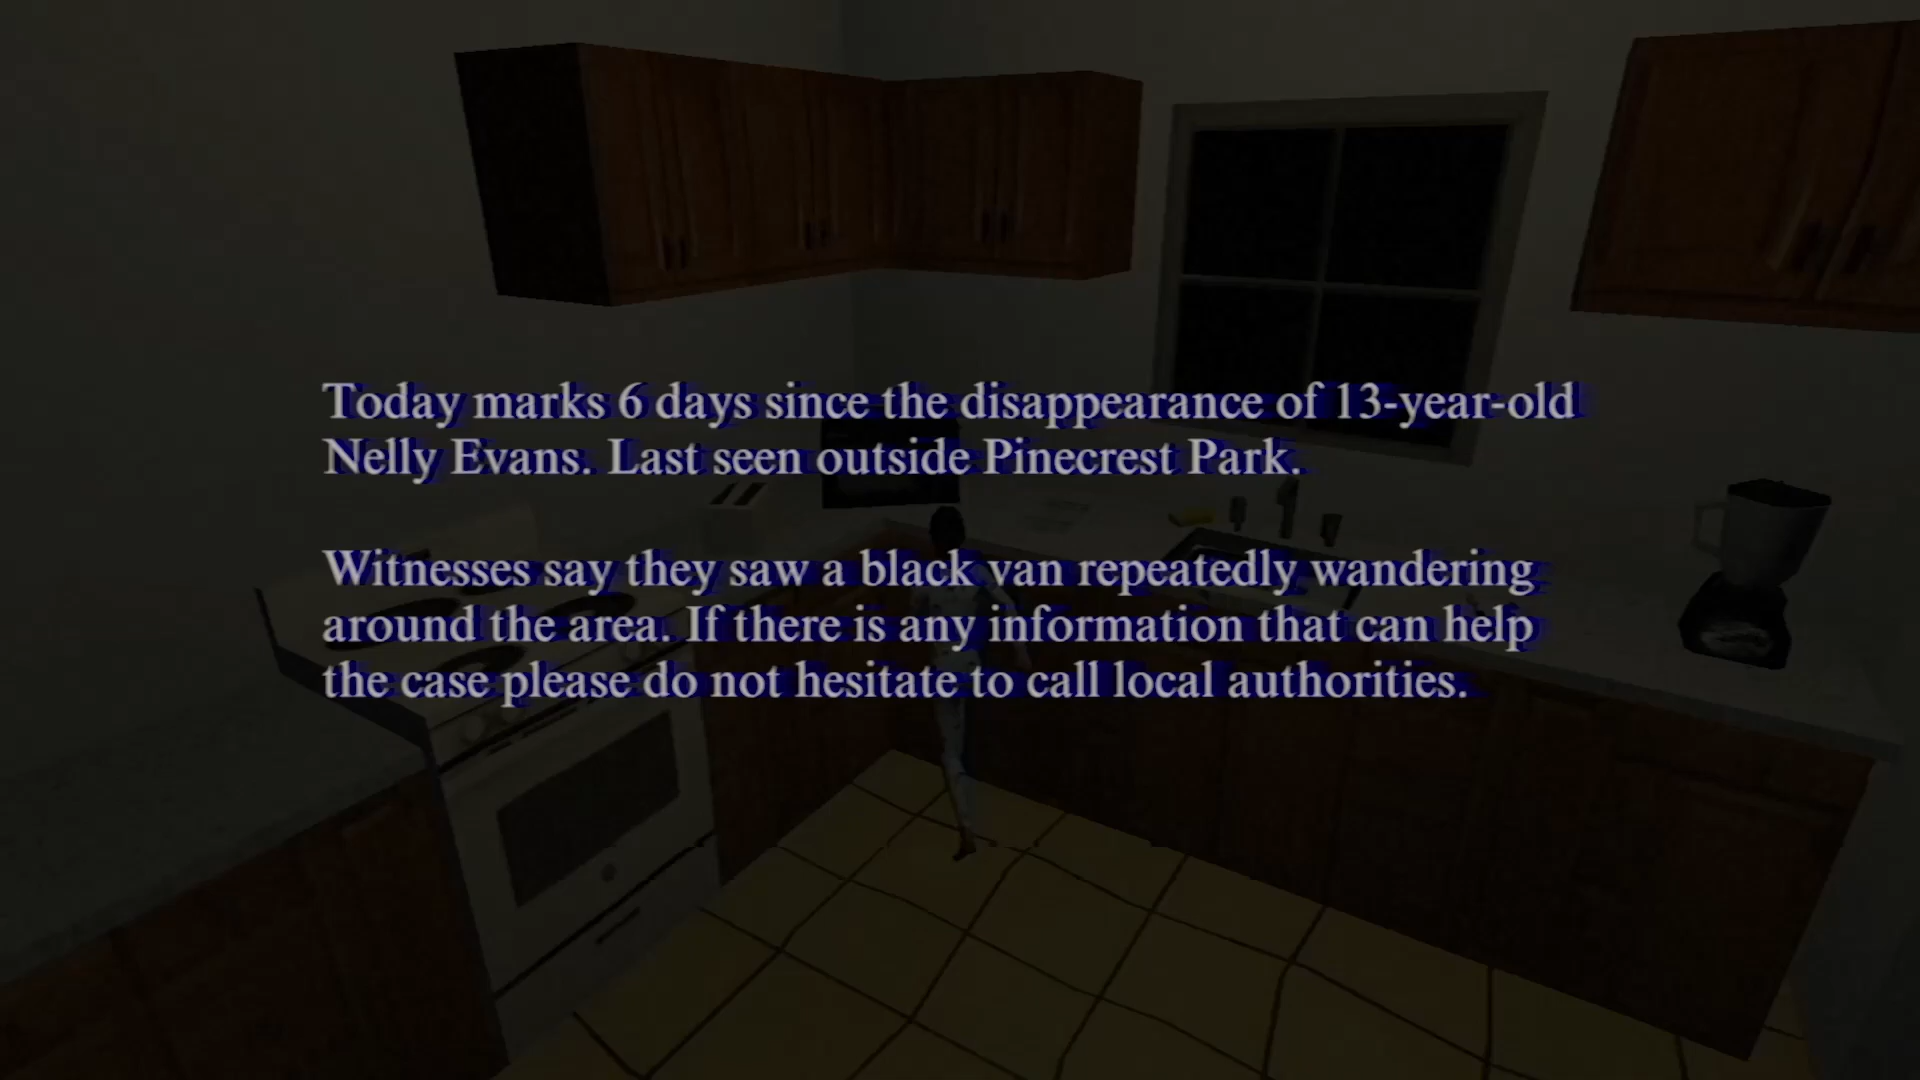 Today marks 6 days since the disappearance of 13-year-old
Nelly Evans. Last seen outside Pinecrest Park.
Witnesses say they saw a black van repeatedly wandering
around the area. If there is any information that can help
the case please do not hesitate to call local authorities.